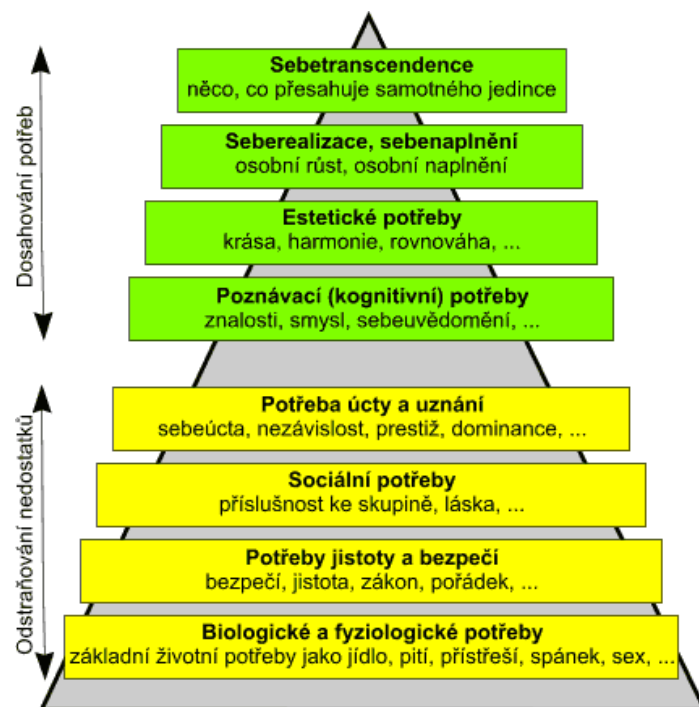 Sebetranscendence
něco, co přesahuje samotného jedince
Seberealizace, sebenaplnění
osobní růst, osobní naplnění
Estetické potřeby
krása, harmonie, rovnováha, ...
Poznávací (kognitivní) potřeby
znalosti, smysl, sebeuvědomění, ...
Dosahování potřeb
Potřeba úcty a uznání
sebeúcta, nezávislost, prestiž, dominance, ...
Sociální potřeby
příslušnost ke skupině, láska, ...
Potřeby jistoty a bezpečí
bezpečí, jistota, zákon, pořádek, ...
Biologické a fyziologické potřeby
základní životní potřeby jako jídlo, pití, přístřeší, spánek, sex, ...
Odstraňování nedostatků